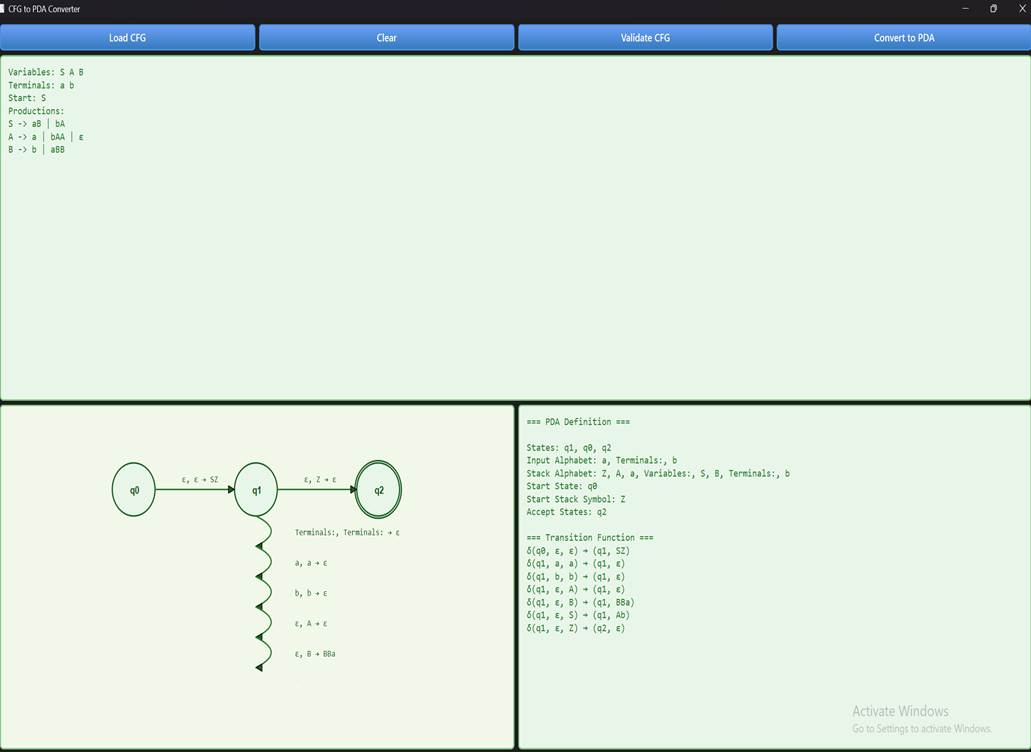 CFG to PDA Converter
Load CFG
Clear
Validate CFG
Convert to PDA
Variables: S A B
Terminals: a b
Start: S
Productions:
S -> aB | bA
A -> a | bAA | ε
B -> b | aBB
q0
ε, ε → SZ
q1
ε, Z → ε
q2
Terminals:, Terminals: → ε
a, a → ε
b, b → ε
ε, A → ε
ε, B → BBa
=== PDA Definition ===
States: q1, q0, q2
Input Alphabet: a, Terminals:, b
Stack Alphabet: Z, A, a, Variables:, S, B, Terminals:, b
Start State: q0
Start Stack Symbol: Z
Accept States: q2
=== Transition Function ===
δ(q0, ε, ε) → (q1, SZ)
δ(q1, a, a) → (q1, ε)
δ(q1, b, b) → (q1, ε)
δ(q1, ε, A) → (q1, ε)
δ(q1, ε, B) → (q1, BBa)
δ(q1, ε, S) → (q1, Ab)
δ(q1, ε, Z) → (q2, ε)
Activate Windows
Go to Settings to activate Windows.